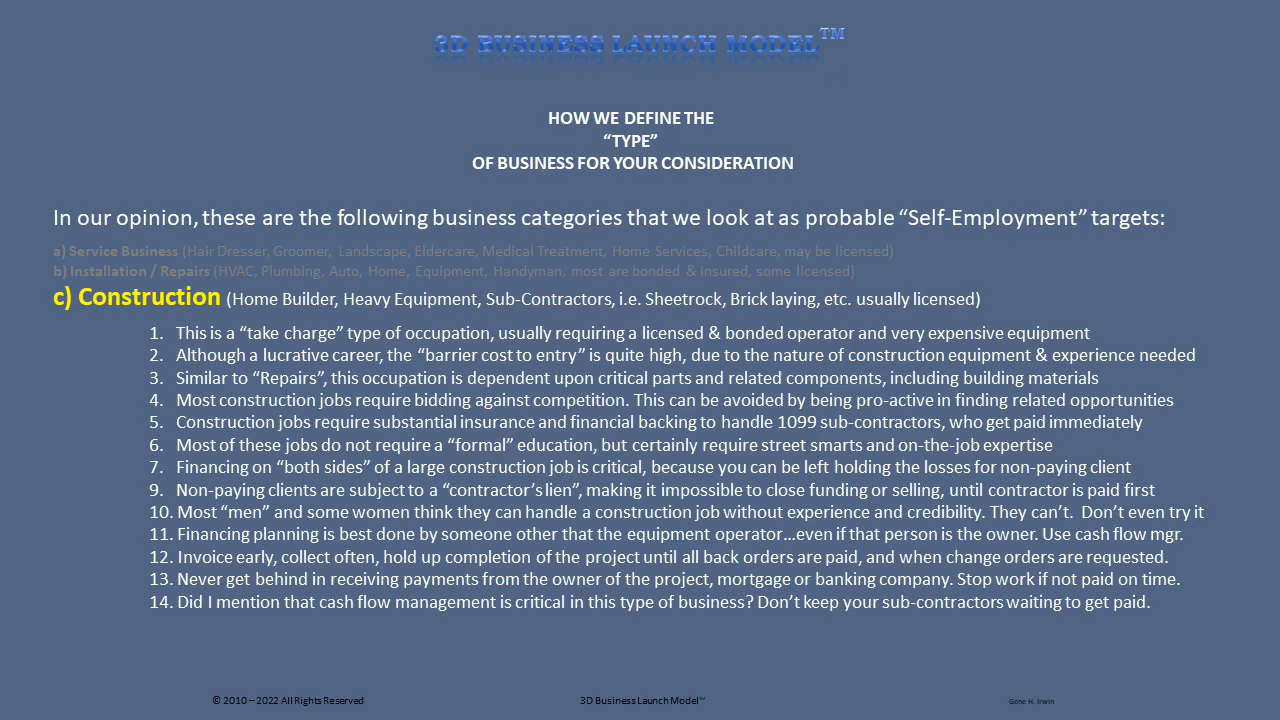 3D BUSINESS LAUNCH MODEL™
HOW WE DEFINE THE
“TYPE”
OF BUSINESS FOR YOUR CONSIDERATION
In our opinion, these are the following business categories that we look at as probable “Self-Employment” targets:
a) Service Business (Hair Dresser, Groomer, Landscape, Eldercare, Medical Treatment, Home Services, Childcare, may be licensed)
b) Installation / Repairs (HVAC, Plumbing, Auto, Home, Equipment, Handyman, most are bonded & insured, some licensed)
c) Construction (Home Builder, Heavy Equipment, Sub-Contractors, i.e. Sheetrock, Brick laying, etc. usually licensed)
1. This is a “take charge” type of occupation, usually requiring a licensed & bonded operator and very expensive equipment
2. Although a lucrative career, the “barrier cost to entry” is quite high, due to the nature of construction equipment & experience needed
3. Similar to “Repairs”, this occupation is dependent upon critical parts and related components, including building materials
4. Most construction jobs require bidding against competition. This can be avoided by being pro-active in finding related opportunities
5. Construction jobs require substantial insurance and financial backing to handle 1099 sub-contractors, who get paid immediately
6. Most of these jobs do not require a “formal” education, but certainly require street smarts and on-the-job expertise
7. Financing on “both sides” of a large construction job is critical, because you can be left holding the losses for non-paying client
9. Non-paying clients are subject to a “contractor’s lien”, making it impossible to close funding or selling, until contractor is paid first
10. Most “men” and some women think they can handle a construction job without experience and credibility. They can’t. Don’t even try it
11. Financing planning is best done by someone other that the equipment operator…even if that person is the owner. Use cash flow mgr.
12. Invoice early, collect often, hold up completion of the project until all back orders are paid, and when change orders are requested.
13. Never get behind in receiving payments from the owner of the project, mortgage or banking company. Stop work if not paid on time.
14. Did I mention that cash flow management is critical in this type of business? Don’t keep your sub-contractors waiting to get paid.
© 2010 – 2022 All Rights Reserved
3D Business Launch Model™
Gene H. Irwin